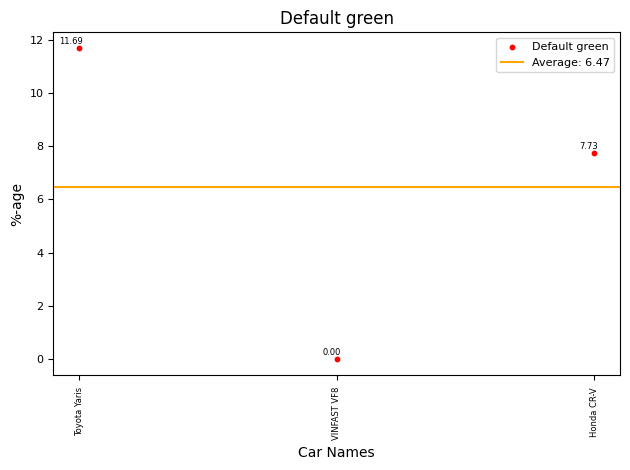 Default green
12
10
8
6
4
2
0
%-age
11.69
0.00
7.73
Default green
Average: 6.47
Toyota Yaris
VINFAST VF8
Honda CR-V
Car Names